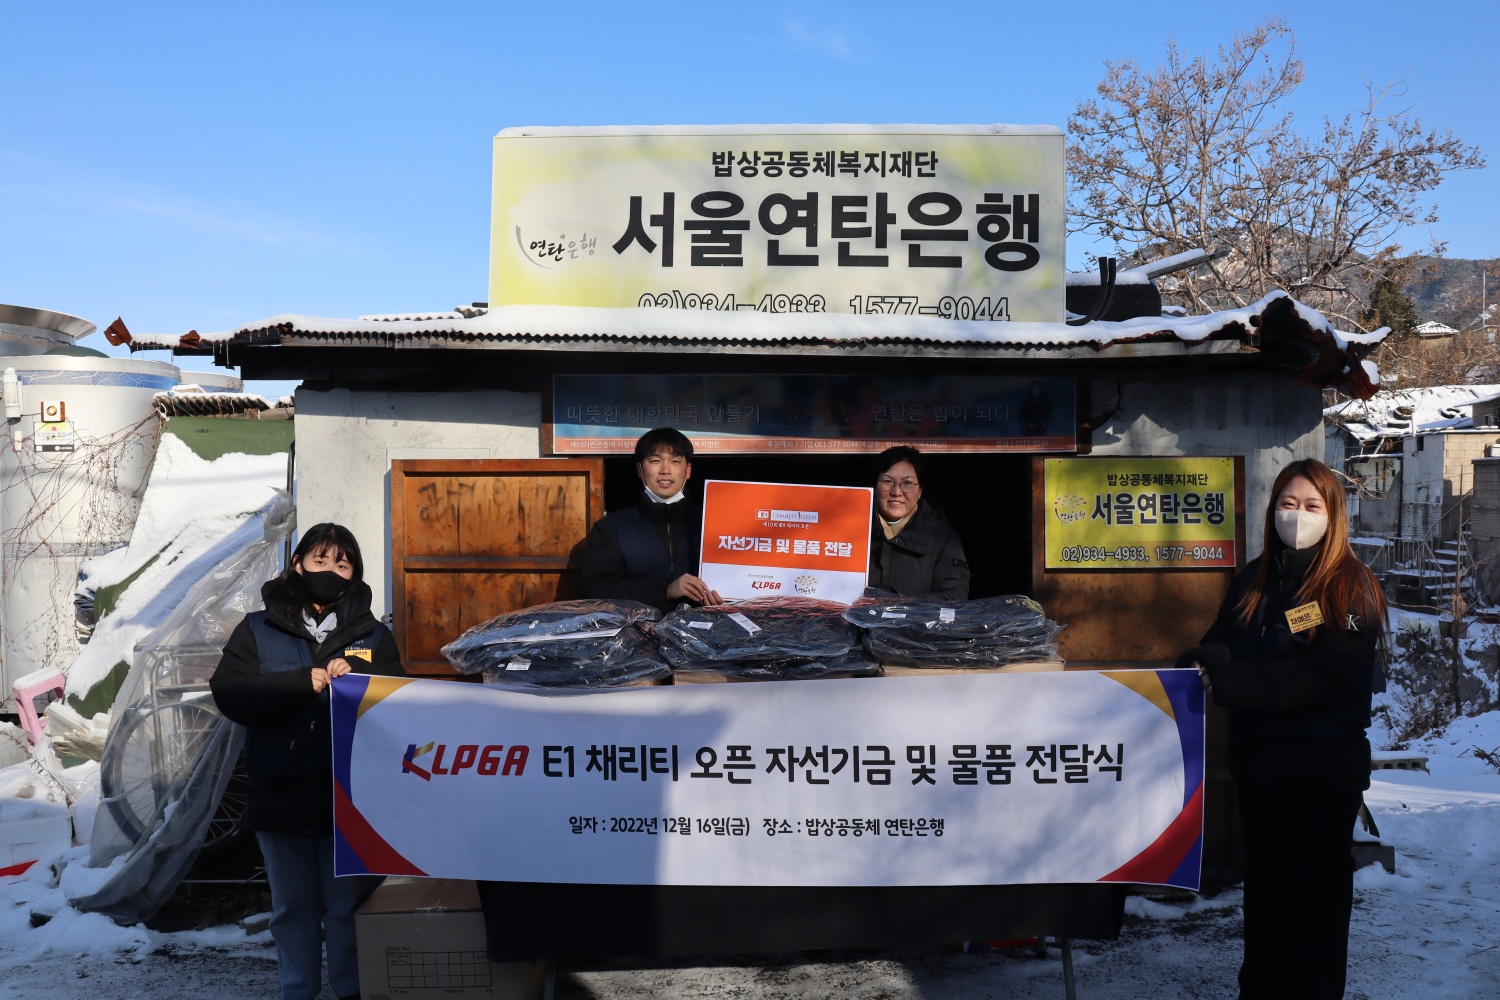 밥상공동체복지재단
서울연탄은행
연탄은행
02)934-4933, 1577-9044
따뜻한 대한민국 만들기 연탄은 밥이 되다
E1 CHARITY OPEN
자선기금 및 물품 전달
KLPGA
밥상공동체복지재단
서울연탄은행
02)934-4933, 1577-9044
KLPGA E1 채리티 오픈 자선기금 및 물품 전달식
일자 : 2022년 12월 16일(금) 장소 : 밥상공동체 연탄은행